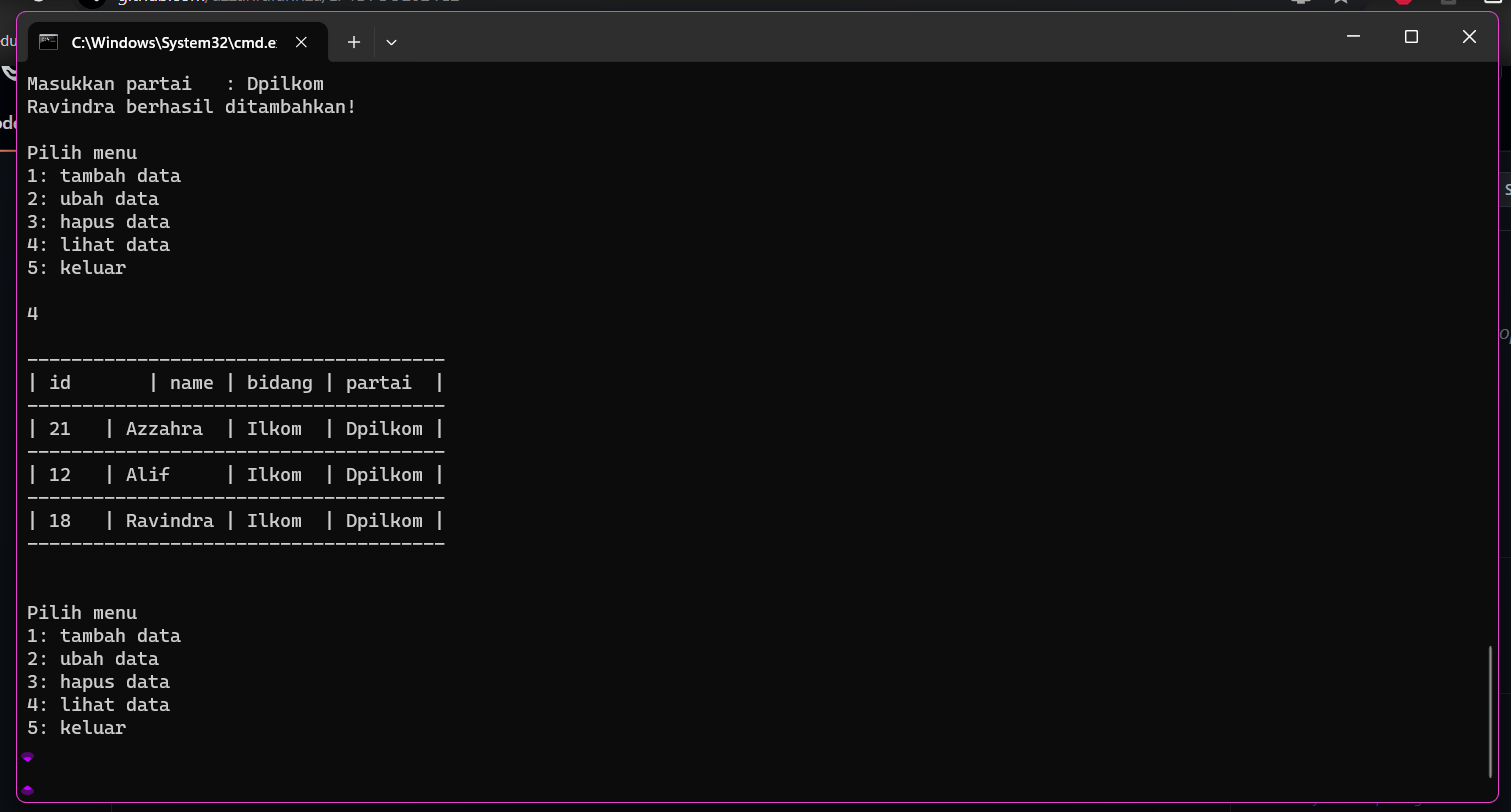 C:\Windows\System32\cmd.e
Masukkan partai   : Dpilkom
Ravindra berhasil ditambahkan!
Pilih menu
1: tambah data
2: ubah data
3: hapus data
4: lihat data
5: keluar
4
--------------------------------------
| id       | name | bidang | partai  |
--------------------------------------
| 21   | Azzahra  | Ilkom  | Dpilkom |
--------------------------------------
| 12   | Alif     | Ilkom  | Dpilkom |
--------------------------------------
| 18   | Ravindra | Ilkom  | Dpilkom |
--------------------------------------
Pilih menu
1: tambah data
2: ubah data
3: hapus data
4: lihat data
5: keluar